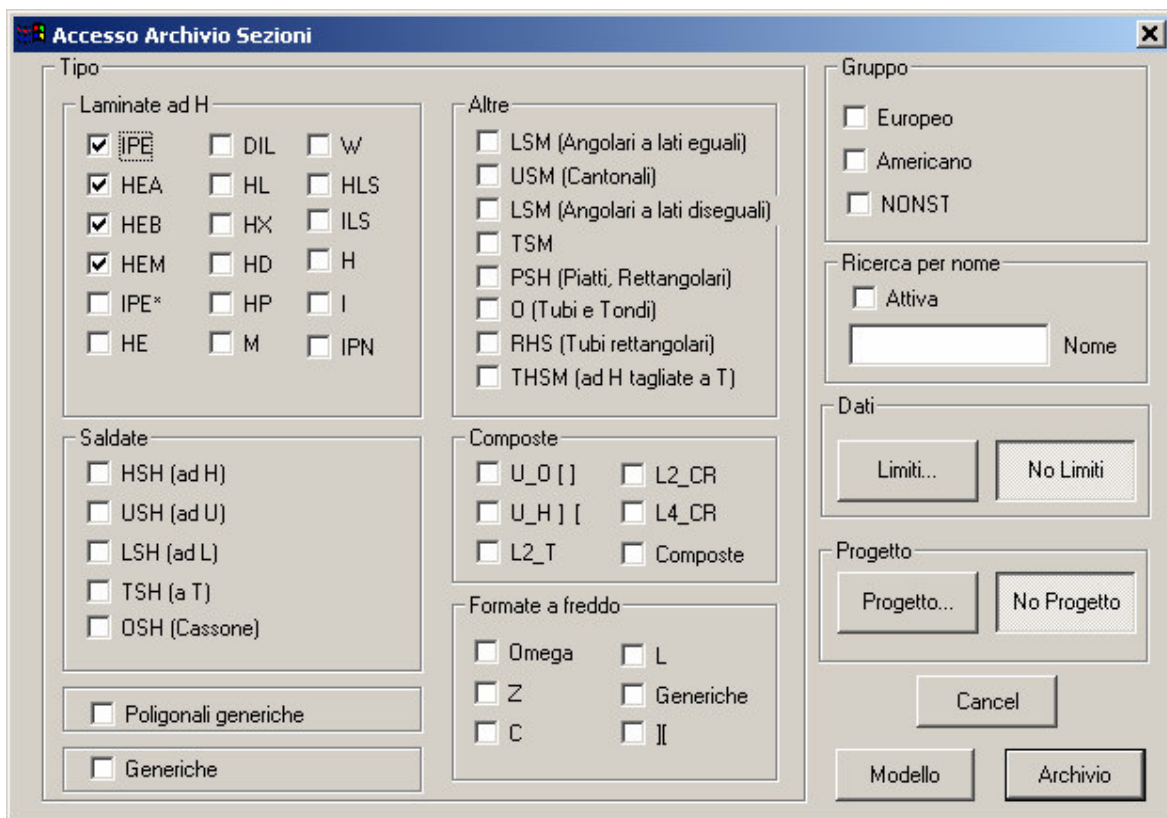 Accesso Archivio Sezioni
Tipo
Laminate ad H
IPE DIL W
HEA HL HLS
HEB HX ILS
HEM HD H
IPE* HP I
HE M IPN
Altre
LSM (Angolari a lati eguali)
USM (Cantonali)
LSM (Angolari a lati diseguali)
TSM
PSH (Piatti, Rettangolari)
O (Tubi e Tondi)
RHS (Tubi rettangolari)
THSM (ad H tagliate a T)
Saldate
HSH (ad H)
USH (ad U)
LSH (ad L)
TSH (a T)
OSH (Cassone)
Composte
U_O [ ] L2_CR
U_H ] [ L4_CR
L2_T Composte
Formate a freddo
Omega L
Z Generiche
C ][
Poligonali generiche
Generiche
Gruppo
Europeo
Americano
NONST
Ricerca per nome
Attiva
Nome
Dati
Limiti... No Limiti
Progetto
Progetto... No Progetto
Cancel
Modello Archivio